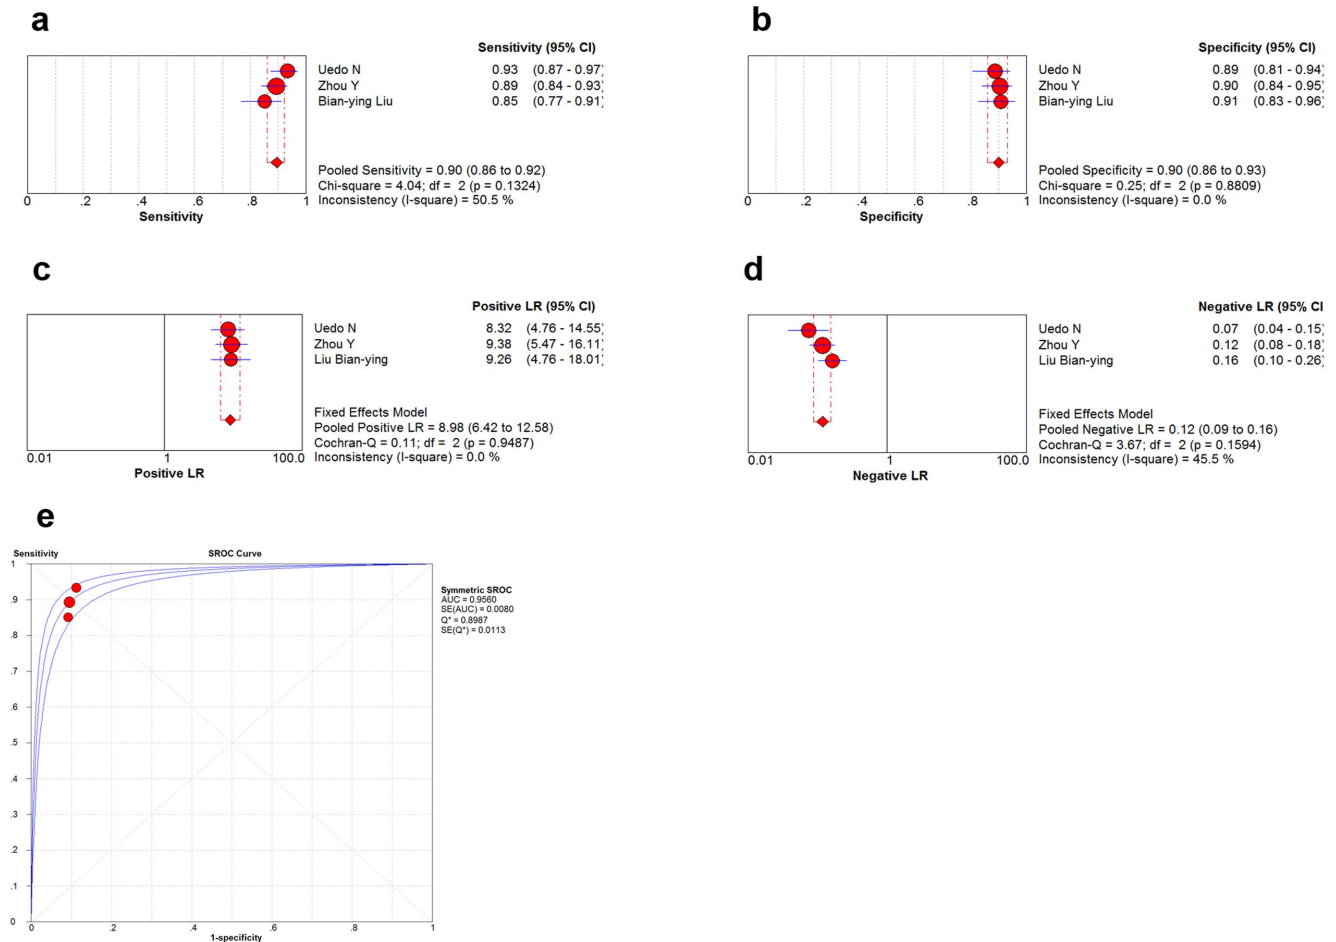 a
Sensitivity (95% CI)
Uedo N 0.93 (0.87 - 0.97)
Zhou Y 0.89 (0.84 - 0.93)
Bian-ying Liu 0.85 (0.77 - 0.91)
Pooled Sensitivity = 0.90 (0.86 to 0.92)
Chi-square = 4.04; df = 2 (p = 0.1324)
Inconsistency (I-square) = 50.5 %
0 .2 .4 .6 .8 1
Sensitivity
b
Specificity (95% CI)
Uedo N 0.89 (0.81 - 0.94)
Zhou Y 0.90 (0.84 - 0.95)
Bian-ying Liu 0.91 (0.83 - 0.96)
Pooled Specificity = 0.90 (0.86 to 0.93)
Chi-square = 0.25; df = 2 (p = 0.8809)
Inconsistency (I-square) = 0.0 %
0 .2 .4 .6 .8 1
Specificity
c
Positive LR (95% CI)
Uedo N 8.32 (4.76 - 14.55)
Zhou Y 9.38 (5.47 - 16.11)
Liu Bian-ying 9.26 (4.76 - 18.01)
Fixed Effects Model
Pooled Positive LR = 8.98 (6.42 to 12.58)
Cochran-Q = 0.11; df = 2 (p = 0.9487)
Inconsistency (I-square) = 0.0 %
0.01 1 100.0
Positive LR
d
Negative LR (95% CI
Uedo N 0.07 (0.04 - 0.15)
Zhou Y 0.12 (0.08 - 0.18)
Liu Bian-ying 0.16 (0.10 - 0.26)
Fixed Effects Model
Pooled Negative LR = 0.12 (0.09 to 0.16)
Cochran-Q = 3.67; df = 2 (p = 0.1594)
Inconsistency (I-square) = 45.5 %
0.01 1 100.0
Negative LR
e
Sensitivity SROC Curve
1
.9
.8
.7
.6
.5
.4
.3
.2
.1
0
0 .2 .4 .6 .8 1
1-specificity
Symmetric SROC
AUC = 0.9560
SE(AUC) = 0.0080
Q* = 0.8987
SE(Q*) = 0.0113